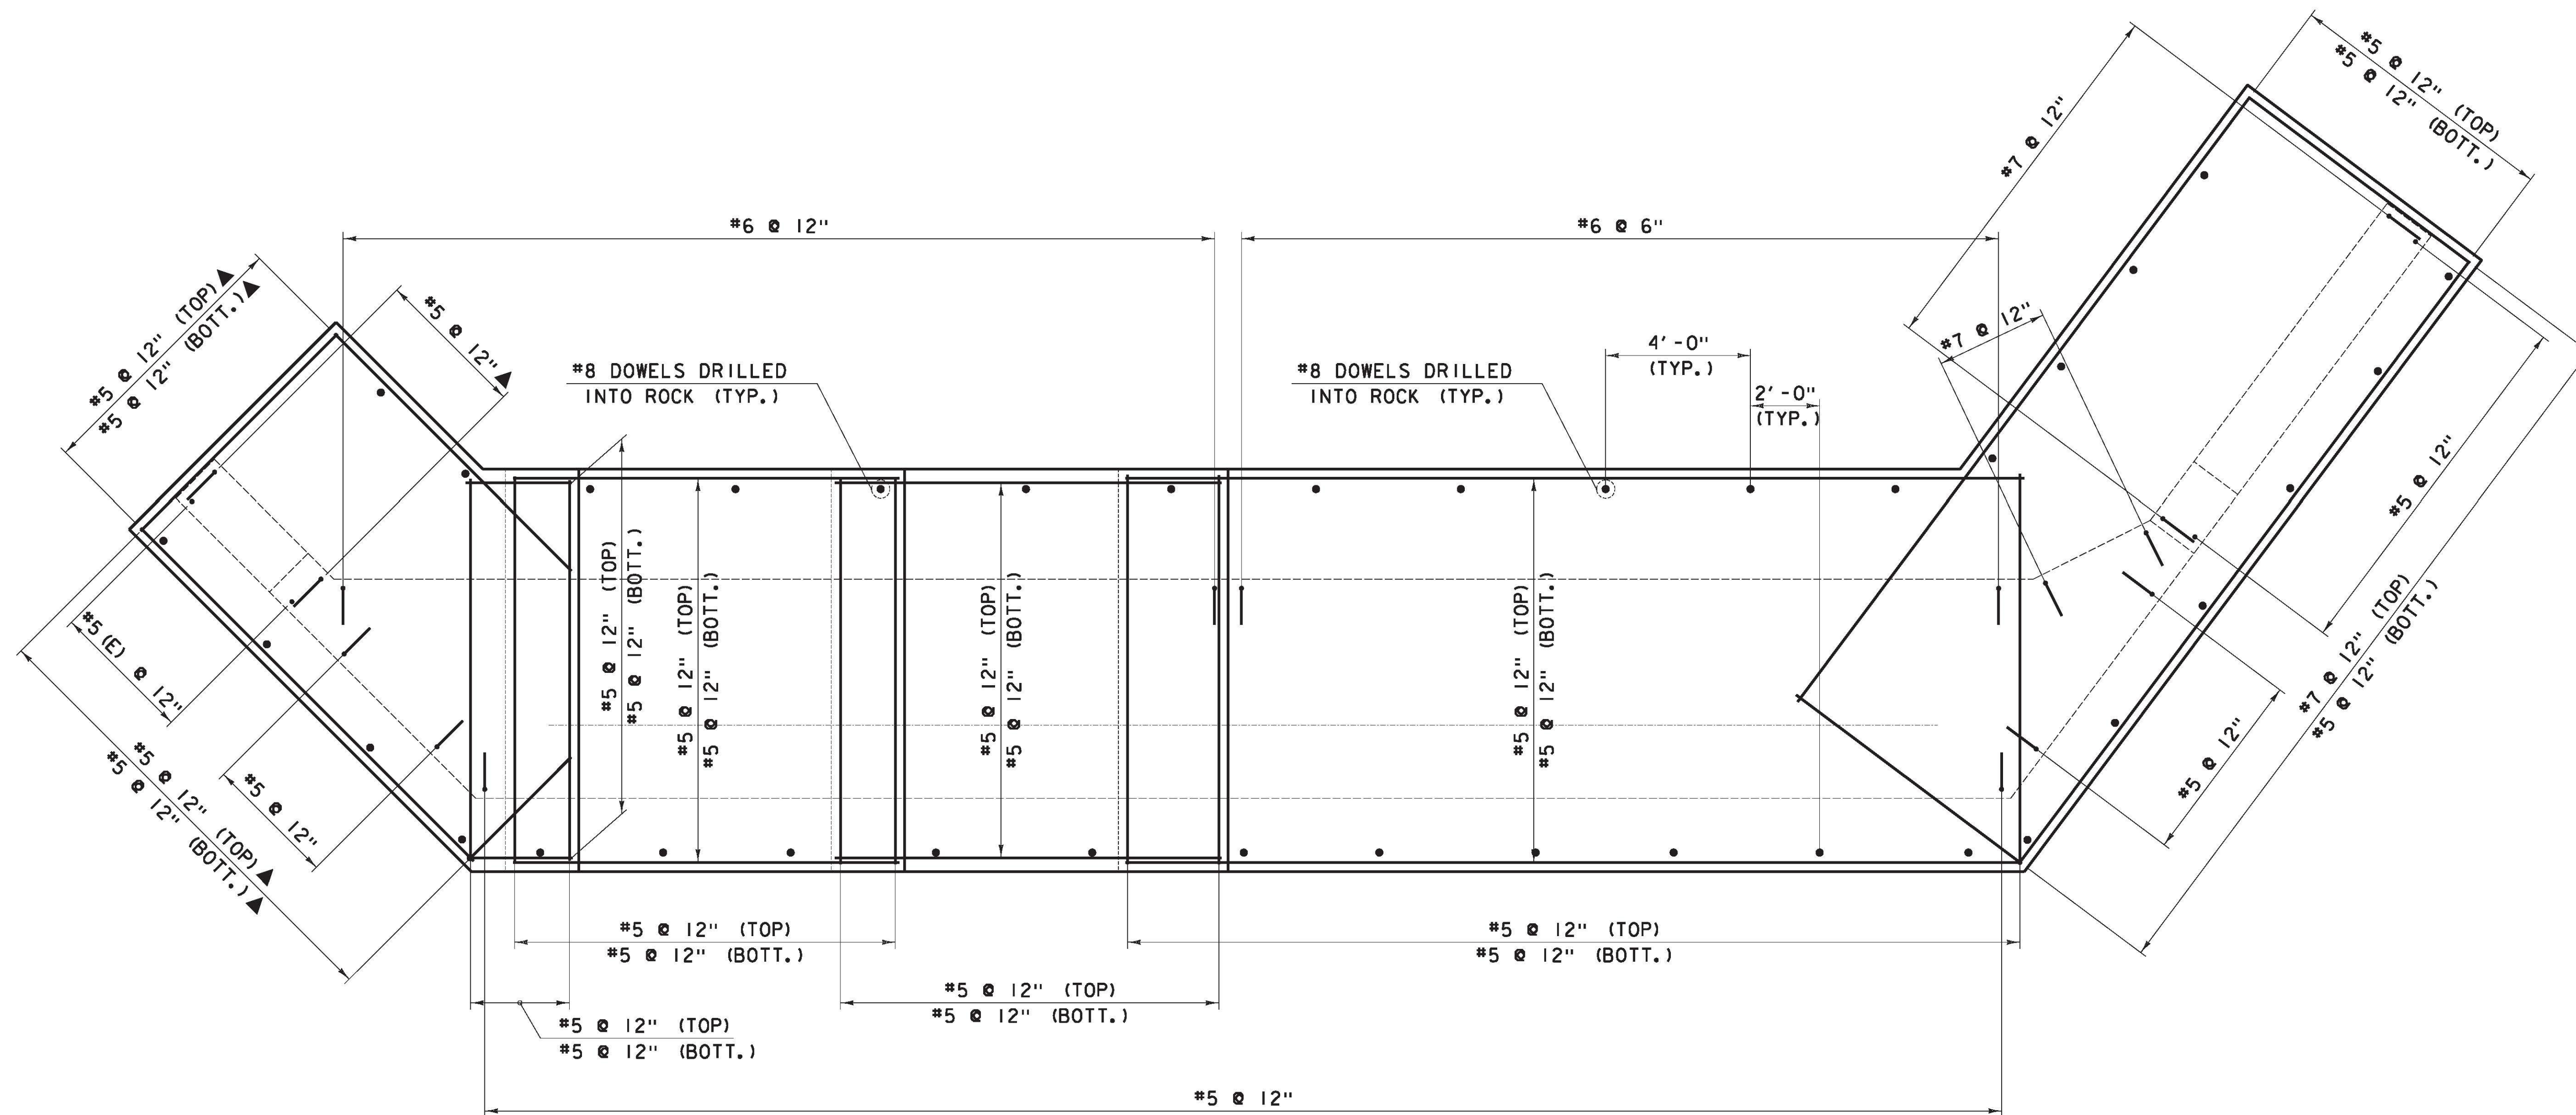 #5 @ 12" (TOP)
#5 @ 12" (BOTT.)
#7 @ 12"
#6 @ 12"
#6 @ 6"
#5 @ 12" (TOP)▲
#5 @ 12" (BOTT.)▲
#5 @ 12"▲
#7 @ 12"
#8 DOWELS DRILLED
INTO ROCK (TYP.)
#8 DOWELS DRILLED
INTO ROCK (TYP.)
4'-0"
(TYP.)
2'-0"
(TYP.)
#5 @ 12"
#5 @ 12" (TOP)
#5 @ 12" (BOTT.)
#5 @ 12" (TOP)
#5 @ 12" (BOTT.)
#5 @ 12" (TOP)
#5 @ 12" (BOTT.)
#5 @ 12" (TOP)
#5 @ 12" (BOTT.)
#5(E) @ 12"
#7 @ 12" (TOP)
#5 @ 12" (BOTT.)
#5 @ 12"
#5 @ 12"
#5 @ 12" (TOP)▲
#5 @ 12" (BOTT.)▲
#5 @ 12" (TOP)
#5 @ 12" (BOTT.)
#5 @ 12" (TOP)
#5 @ 12" (BOTT.)
#5 @ 12" (TOP)
#5 @ 12" (BOTT.)
#5 @ 12" (TOP)
#5 @ 12" (BOTT.)
#5 @ 12"